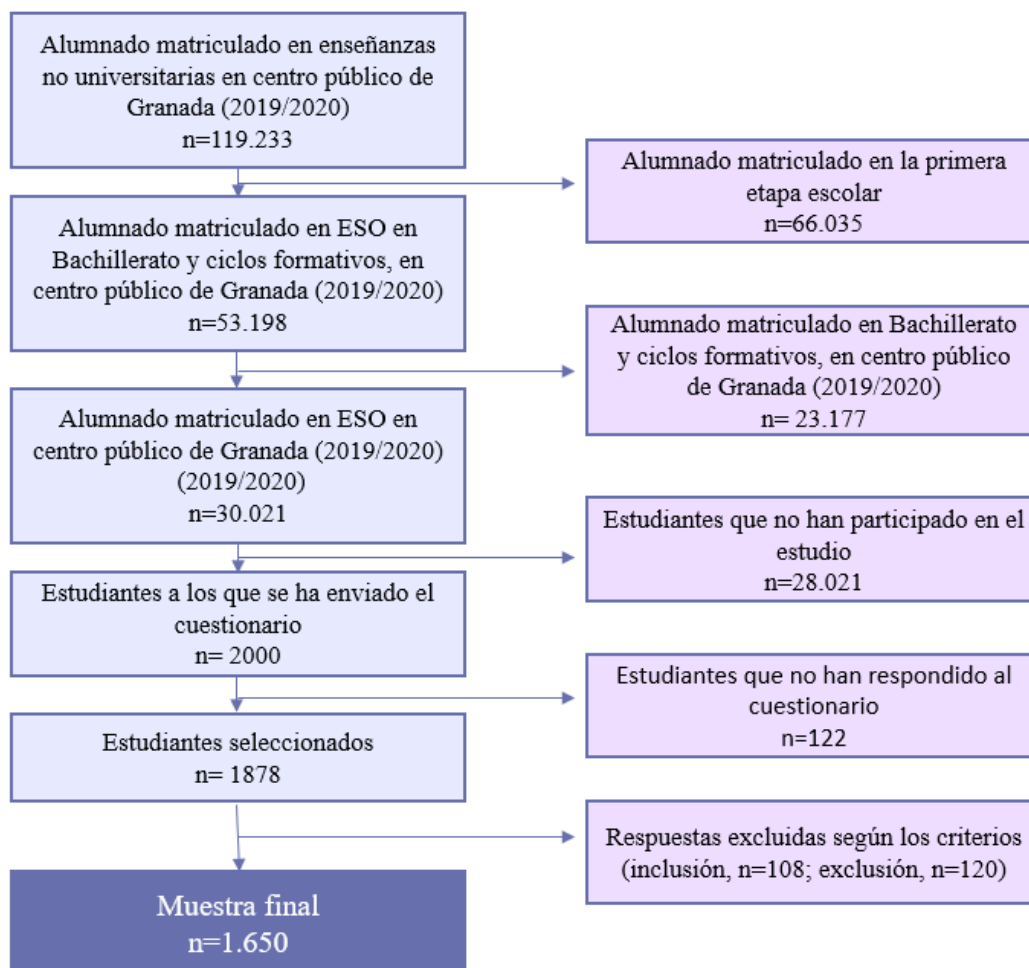 Alumnado matriculado en enseñanzas
no universitarias en centro público de
Granada (2019/2020)
n=119.233
Alumnado matriculado en la primera
etapa escolar
n=66.035
Alumnado matriculado en ESO en
Bachillerato y ciclos formativos, en
centro público de Granada (2019/2020)
n=53.198
Alumnado matriculado en Bachillerato
y ciclos formativos, en centro público
de Granada (2019/2020)
n= 23.177
Alumnado matriculado en ESO en
centro público de Granada (2019/2020)
(2019/2020)
n=30.021
Estudiantes que no han participado en el
estudio
n=28.021
Estudiantes a los que se ha enviado el
cuestionario
n= 2000
Estudiantes que no han respondido al
cuestionario
n=122
Estudiantes seleccionados
n= 1878
Respuestas excluidas según los criterios
(inclusión, n=108; exclusión, n=120)
Muestra final
n=1.650